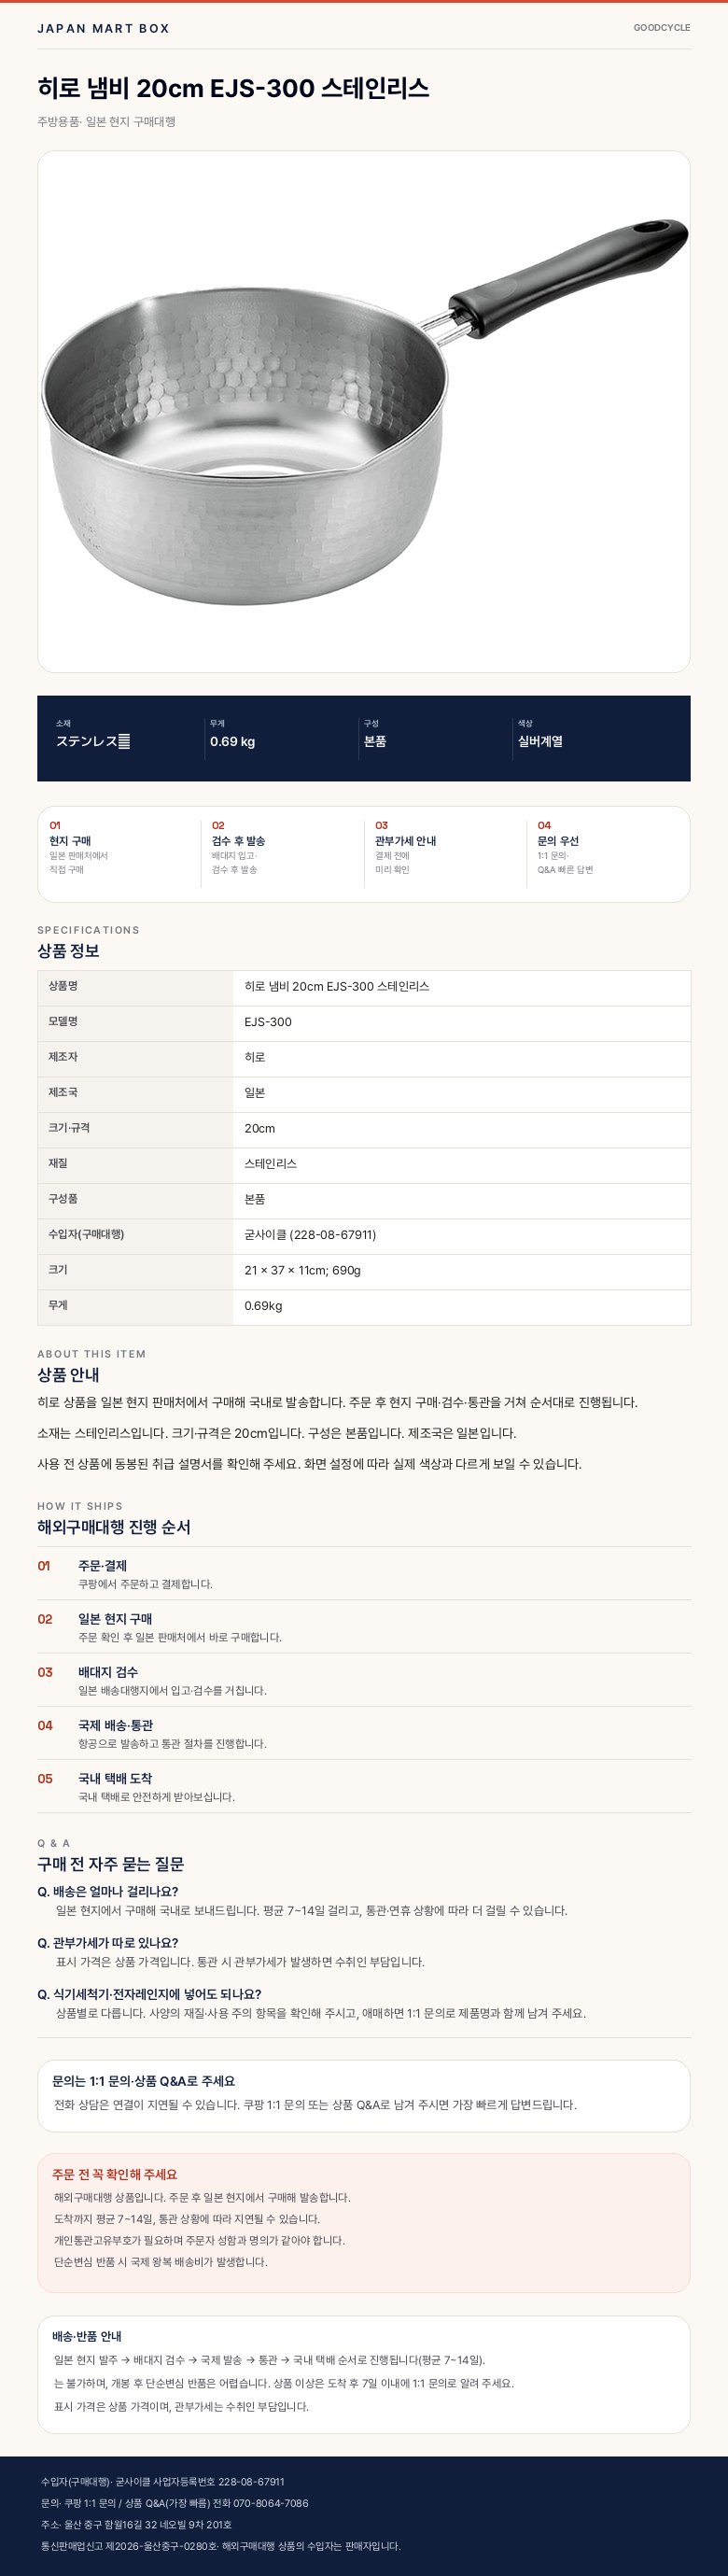 JAPAN MART BOX
GOODCYCLE
히로 냄비 20cm EJS-300 스테인리스
주방용품· 일본 현지 구매대행
소재
ステンレス
무게
0.69 kg
구성
본품
색상
실버계열
01
현지 구매
일본 판매처에서
직접 구매
02
검수 후 발송
배대지 입고·
검수 후 발송
03
관부가세 안내
결제 전에
미리 확인
04
문의 우선
1:1 문의·
Q&A 빠른 답변
SPECIFICATIONS
상품 정보
상품명 히로 냄비 20cm EJS-300 스테인리스
모델명 EJS-300
제조자 히로
제조국 일본
크기·규격 20cm
재질 스테인리스
구성품 본품
수입자(구매대행) 굳사이클 (228-08-67911)
크기 21 × 37 × 11cm; 690g
무게 0.69kg
ABOUT THIS ITEM
상품 안내
히로 상품을 일본 현지 판매처에서 구매해 국내로 발송합니다. 주문 후 현지 구매·검수·통관을 거쳐 순서대로 진행됩니다.
소재는 스테인리스입니다. 크기·규격은 20cm입니다. 구성은 본품입니다. 제조국은 일본입니다.
사용 전 상품에 동봉된 취급 설명서를 확인해 주세요. 화면 설정에 따라 실제 색상과 다르게 보일 수 있습니다.
HOW IT SHIPS
해외구매대행 진행 순서
01 주문·결제
쿠팡에서 주문하고 결제합니다.
02 일본 현지 구매
주문 확인 후 일본 판매처에서 바로 구매합니다.
03 배대지 검수
일본 배송대행지에서 입고·검수를 거칩니다.
04 국제 배송·통관
항공으로 발송하고 통관 절차를 진행합니다.
05 국내 택배 도착
국내 택배로 안전하게 받아보십니다.
Q & A
구매 전 자주 묻는 질문
Q. 배송은 얼마나 걸리나요?
일본 현지에서 구매해 국내로 보내드립니다. 평균 7~14일 걸리고, 통관·연휴 상황에 따라 더 걸릴 수 있습니다.
Q. 관부가세가 따로 있나요?
표시 가격은 상품 가격입니다. 통관 시 관부가세가 발생하면 수취인 부담입니다.
Q. 식기세척기·전자레인지에 넣어도 되나요?
상품별로 다릅니다. 사양의 재질·사용 주의 항목을 확인해 주시고, 애매하면 1:1 문의로 제품명과 함께 남겨 주세요.
문의는 1:1 문의·상품 Q&A로 주세요
전화 상담은 연결이 지연될 수 있습니다. 쿠팡 1:1 문의 또는 상품 Q&A로 남겨 주시면 가장 빠르게 답변드립니다.
주문 전 꼭 확인해 주세요
해외구매대행 상품입니다. 주문 후 일본 현지에서 구매해 발송합니다.
도착까지 평균 7~14일, 통관 상황에 따라 지연될 수 있습니다.
개인통관고유부호가 필요하며 주문자 성함과 명의가 같아야 합니다.
단순변심 반품 시 국제 왕복 배송비가 발생합니다.
배송·반품 안내
일본 현지 발주 → 배대지 검수 → 국제 발송 → 통관 → 국내 택배 순서로 진행됩니다(평균 7~14일).
는 불가하며, 개봉 후 단순변심 반품은 어렵습니다. 상품 이상은 도착 후 7일 이내에 1:1 문의로 알려 주세요.
표시 가격은 상품 가격이며, 관부가세는 수취인 부담입니다.
수입자(구매대행)· 굳사이클 사업자등록번호 228-08-67911
문의· 쿠팡 1:1 문의 / 상품 Q&A(가장 빠름) 전화 070-8064-7086
주소· 울산 중구 함월16길 32 네오빌 9차 201호
통신판매업신고 제2026-울산중구-0280호· 해외구매대행 상품의 수입자는 판매자입니다.